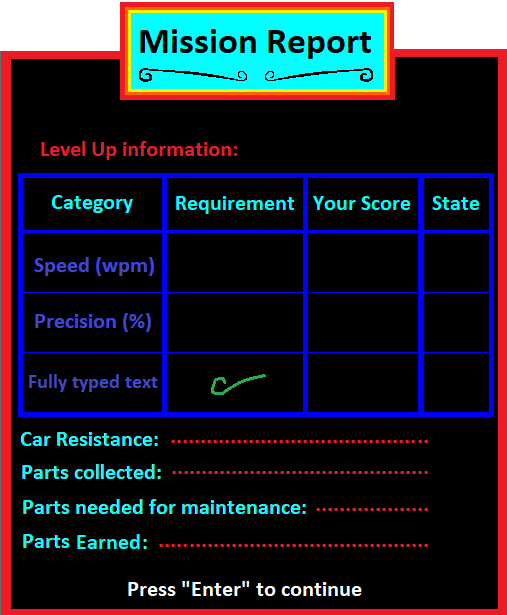 Mission Report
Level Up information:
Category Requirement Your Score State
Speed (wpm)
Precision (%)
Fully typed text
Car Resistance:
Parts collected:
Parts needed for maintenance:
Parts Earned:
Press "Enter" to continue